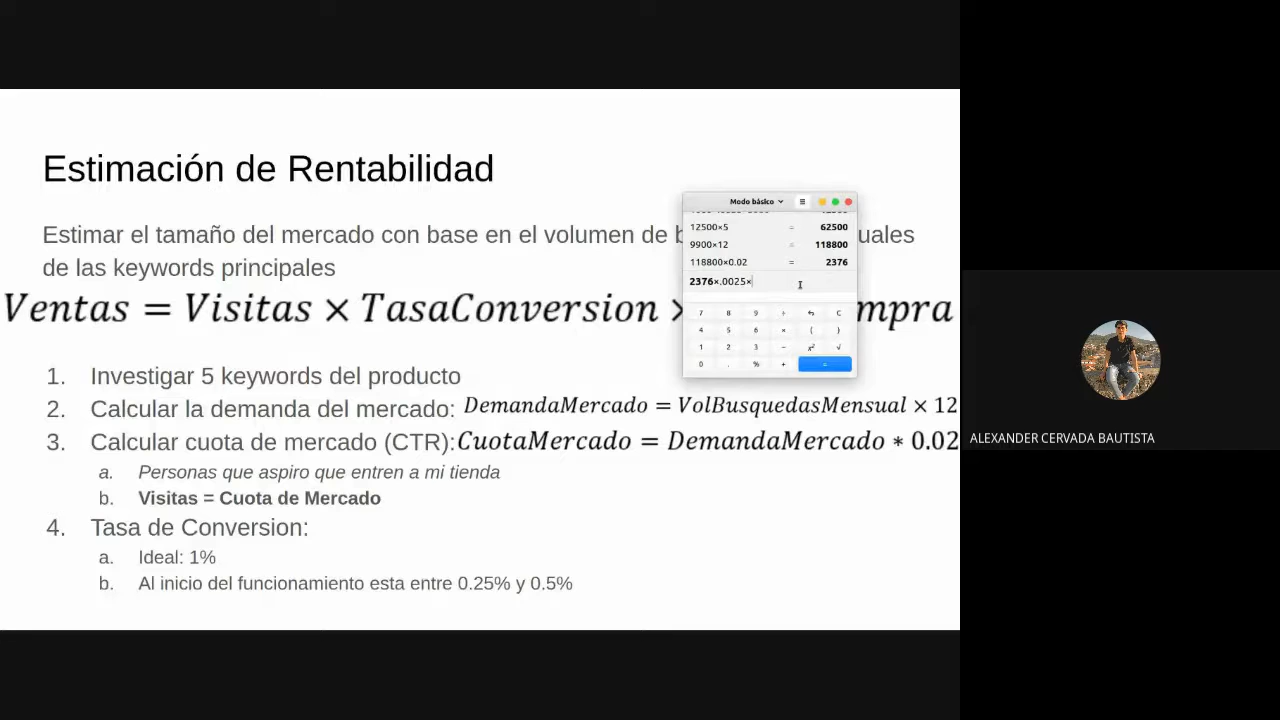 Estimación de Rentabilidad
Estimar el tamaño del mercado con base en el volumen de
de las keywords principales
Ventas = Visitas × TasaConversion ×
Modo básico
12500×5 = 62500
9900×12 = 118800
118800×0.02 = 2376
2376×.0025×
7 8 9 ÷ C
4 5 6 × ( )
1 2 3 − x² √
0 . % + =
1. Investigar 5 keywords del producto
2. Calcular la demanda del mercado: DemandaMercado = VolBusquedasMensual × 12
3. Calcular cuota de mercado (CTR): CuotaMercado = DemandaMercado * 0.02
a. Personas que aspiro que entren a mi tienda
b. Visitas = Cuota de Mercado
4. Tasa de Conversion:
a. Ideal: 1%
b. Al inicio del funcionamiento esta entre 0.25% y 0.5%
ALEXANDER CERVADA BAUTISTA